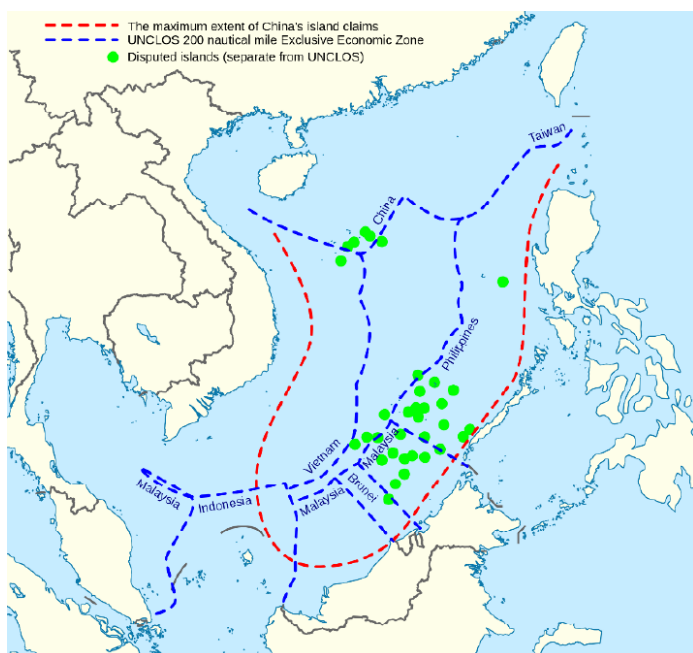 The maximum extent of China's island claims
UNCLOS 200 nautical mile Exclusive Economic Zone
Disputed islands (separate from UNCLOS)
Taiwan
China
Philippines
Vietnam
Malaysia
Malaysia
Indonesia
Malaysia
Brunei